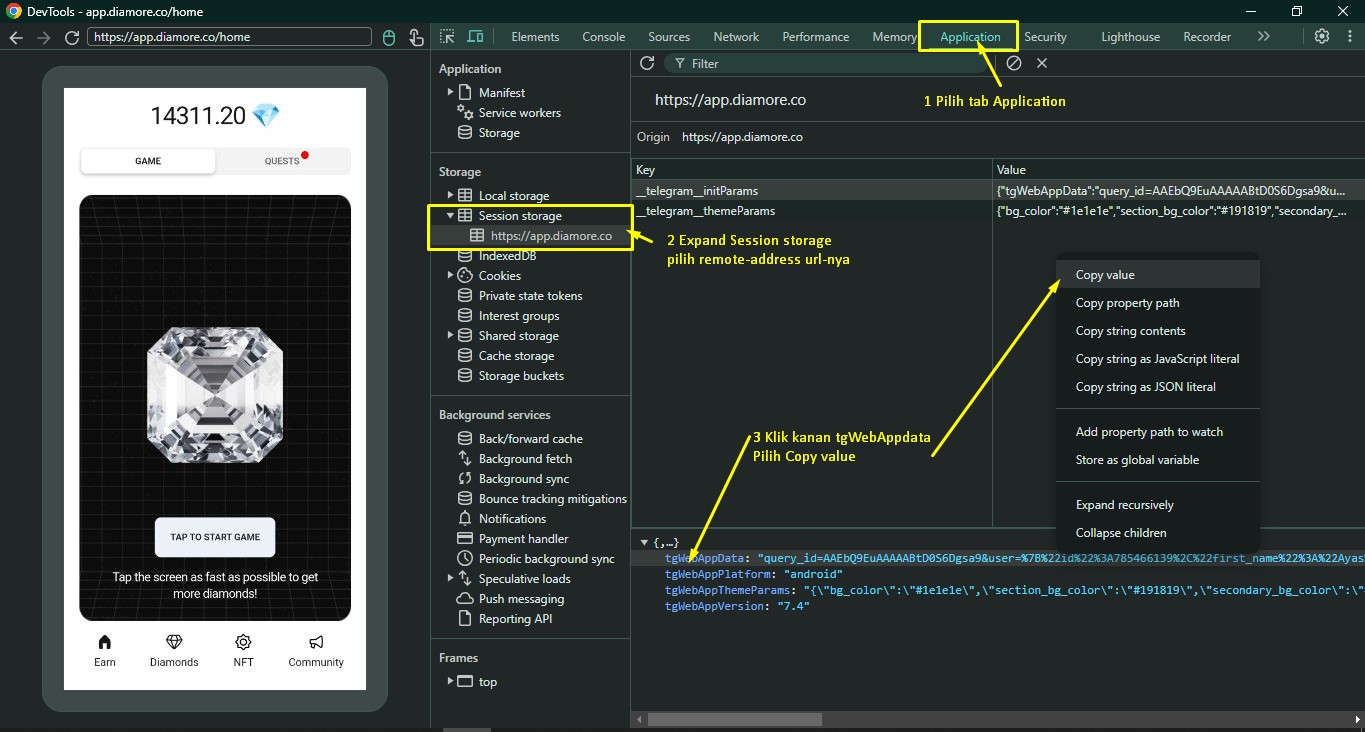 DevTools - app.diamore.co/home
https://app.diamore.co/home
Elements
Console
Sources
Network
Performance
Memory
Application
Security
Lighthouse
Recorder
14311.20
GAME
QUESTS
TAP TO START GAME
Tap the screen as fast as possible to get
more diamonds!
Earn
Diamonds
NFT
Community
Application
Manifest
Service workers
Storage
Storage
Local storage
Session storage
https://app.diamore.co
IndexedDB
Cookies
Private state tokens
Interest groups
Shared storage
Cache storage
Storage buckets
Background services
Back/forward cache
Background fetch
Background sync
Bounce tracking mitigations
Notifications
Payment handler
Periodic background sync
Speculative loads
Push messaging
Reporting API
Frames
top
Filter
https://app.diamore.co
1 Pilih tab Application
Origin https://app.diamore.co
Key Value
__telegram__initParams {"tgWebAppData":"query_id=AAEbQ9EuAAAAABtD0S6Dgsa9&u...
__telegram__themeParams {"bg_color":"#1e1e1e","section_bg_color":"#191819","secondary_...
2 Expand Session storage
pilih remote-address url-nya
Copy value
Copy property path
Copy string contents
Copy string as JavaScript literal
Copy string as JSON literal
Add property path to watch
Store as global variable
Expand recursively
Collapse children
3 Klik kanan tgWebAppdata
Pilih Copy value
{,…}
tgWebAppData: "query_id=AAEbQ9EuAAAAABtD0S6Dgsa9&user=%7B%22id%22%3A785466139%2C%22first_name%22%3A%22Ayas
tgWebAppPlatform: "android"
tgWebAppThemeParams: "{\"bg_color\":\"#1e1e1e\",\"section_bg_color\":\"#191819\",\"secondary_bg_color\":\"
tgWebAppVersion: "7.4"